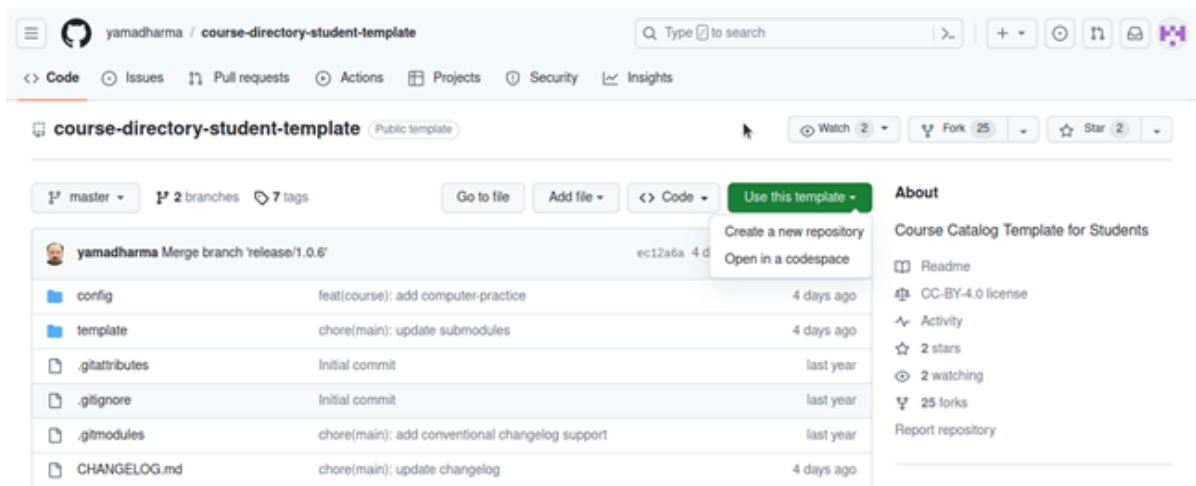 yamadharma / course-directory-student-template Type / to search
Code Issues Pull requests Actions Projects Security Insights
course-directory-student-template Public template Watch 2 Fork 25 Star 2
master 2 branches 7 tags Go to file Add file Code Use this template About
Create a new repository
Open in a codespace
Course Catalog Template for Students
yamadharma Merge branch 'release/1.0.6' ec12a6a 4 d
Readme
config feat(course): add computer-practice 4 days ago
CC-BY-4.0 license
Activity
template chore(main): update submodules 4 days ago
2 stars
.gitattributes Initial commit last year
2 watching
.gitignore Initial commit last year
25 forks
Report repository
.gitmodules chore(main): add conventional changelog support last year
CHANGELOG.md chore(main): update changelog 4 days ago